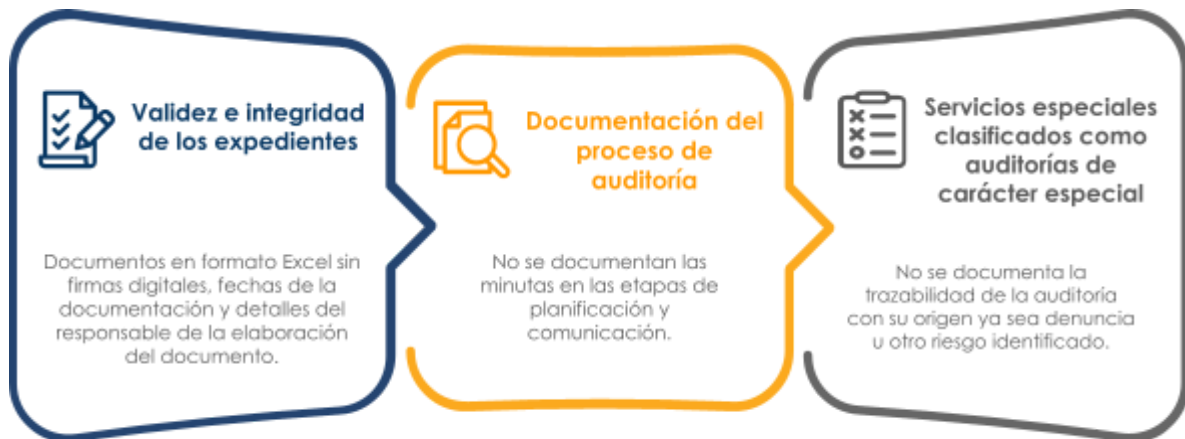 Validez e integridad
de los expedientes
Documentos en formato Excel sin
firmas digitales, fechas de la
documentación y detalles del
responsable de la elaboración
del documento.
Documentación del
proceso de
auditoría
No se documentan las
minutas en las etapas de
planificación y
comunicación.
Servicios especiales
clasificados como
auditorías de
carácter especial
No se documenta la
trazabilidad de la auditoría
con su origen ya sea denuncia
u otro riesgo identificado.